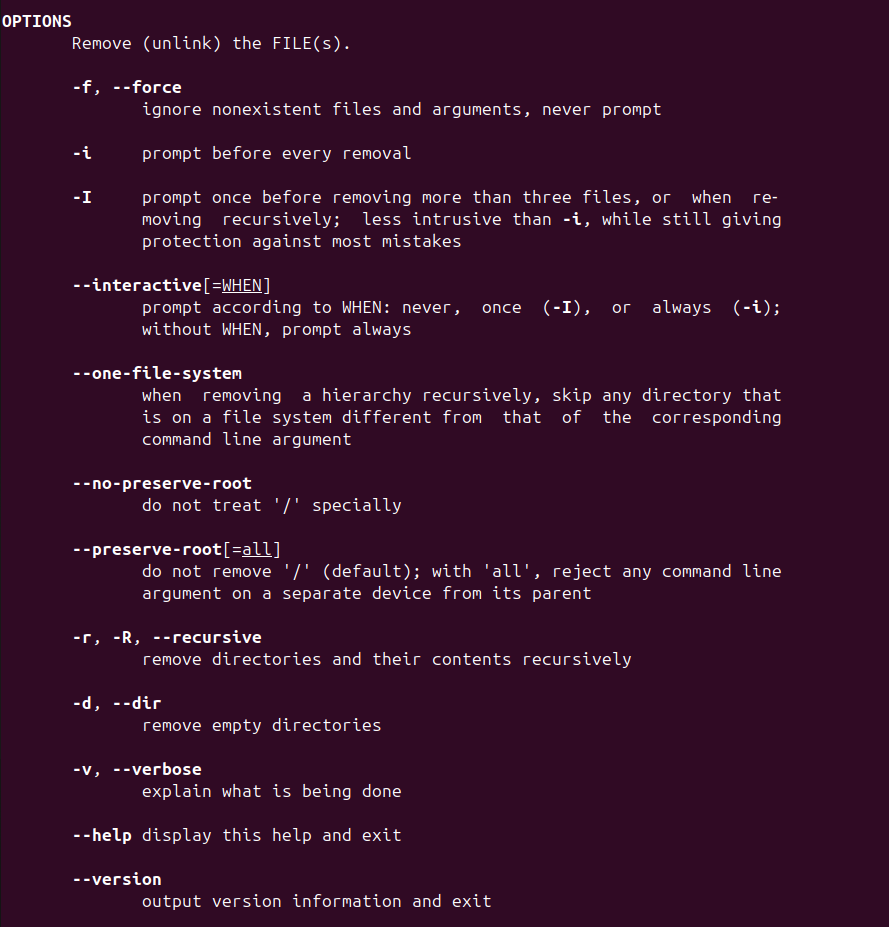 OPTIONS
Remove (unlink) the FILE(s).
-f, --force
ignore nonexistent files and arguments, never prompt
-i     prompt before every removal
-I     prompt once before removing more than three files, or  when  re-
moving  recursively;  less intrusive than -i, while still giving
protection against most mistakes
--interactive[=WHEN]
prompt according to WHEN: never,  once  (-I),  or  always  (-i);
without WHEN, prompt always
--one-file-system
when  removing  a hierarchy recursively, skip any directory that
is on a file system different from  that  of  the  corresponding
command line argument
--no-preserve-root
do not treat '/' specially
--preserve-root[=all]
do not remove '/' (default); with 'all', reject any command line
argument on a separate device from its parent
-r, -R, --recursive
remove directories and their contents recursively
-d, --dir
remove empty directories
-v, --verbose
explain what is being done
--help display this help and exit
--version
output version information and exit